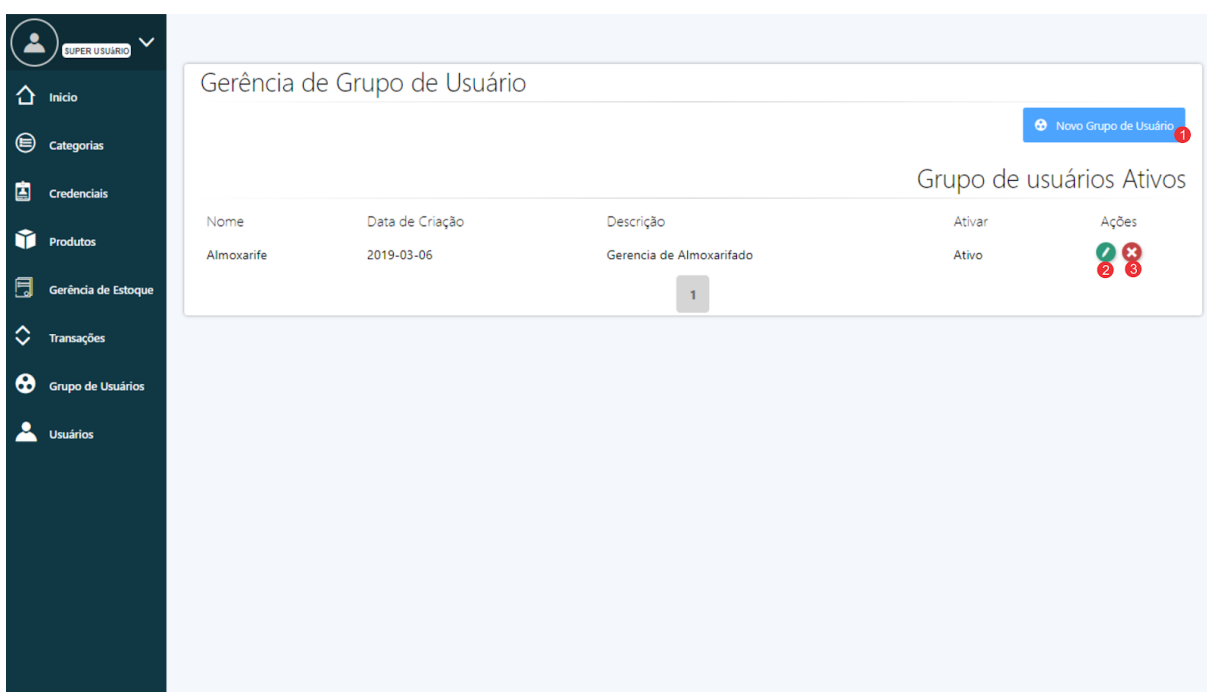 SUPER USUáRIO
Inicio
Categorias
Credenciais
Produtos
Gerência de Estoque
Transações
Grupo de Usuários
Usuários
Gerência de Grupo de Usuário
Novo Grupo de Usuário 1
Grupo de usuários Ativos
Nome Data de Criação Descrição Ativar Ações
Almoxarife 2019-03-06 Gerencia de Almoxarifado Ativo
2 3
1